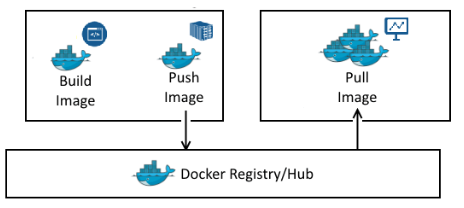 Build
Image
Push
Image
Pull
Image
Docker Registry/Hub